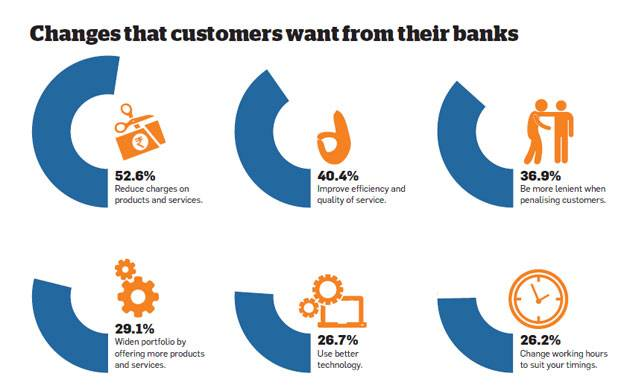 Changes that customers want from their banks
₹
52.6%
Reduce charges on
products and services.
40.4%
Improve efficiency and
quality of service.
36.9%
Be more lenient when
penalising customers.
29.1%
Widen portfolio by
offering more products
and services.
26.7%
Use better
technology.
26.2%
Change working hours
to suit your timings.